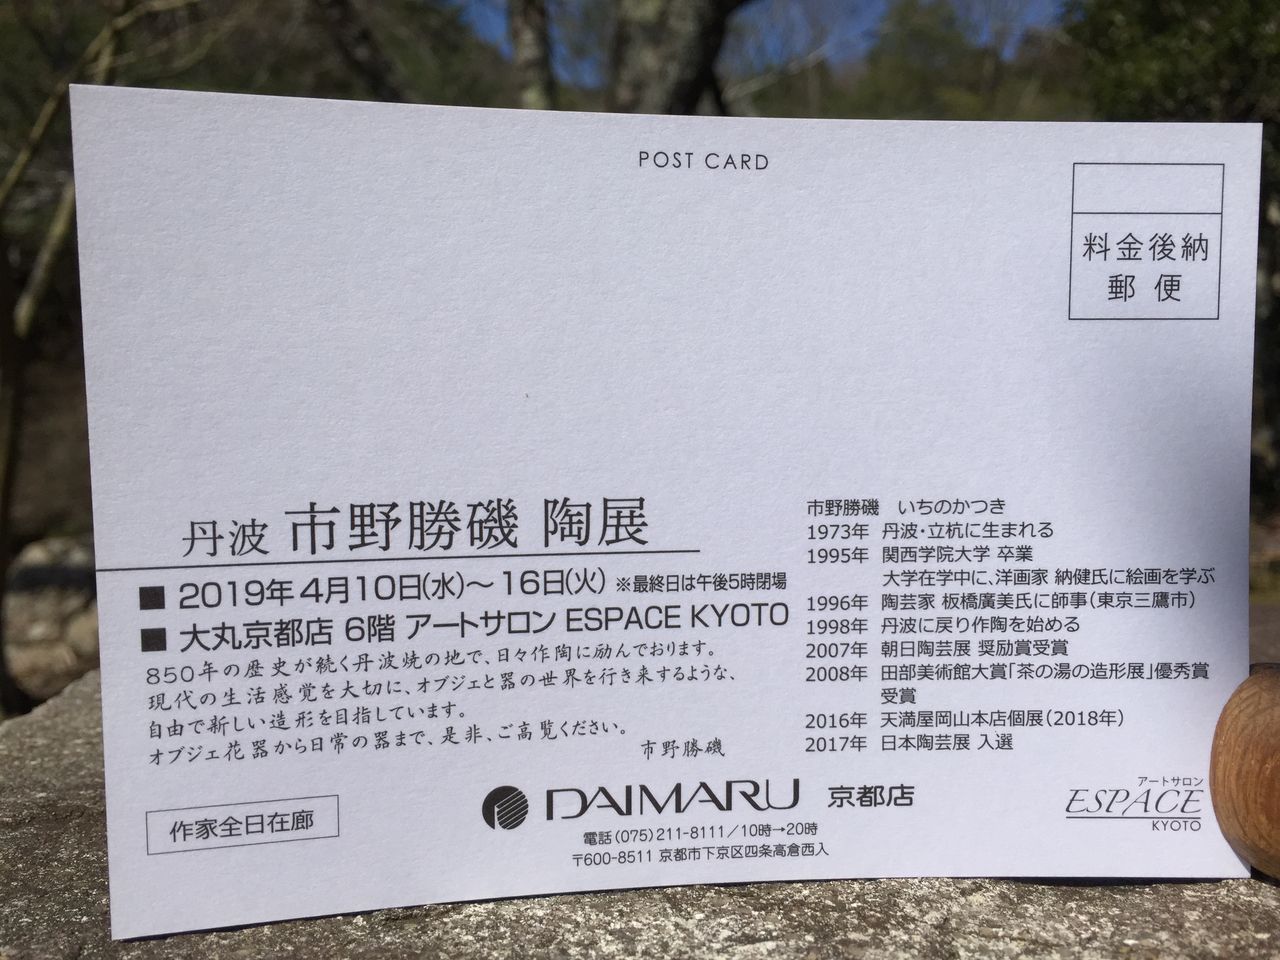 POST CARD
料金後納
郵便
丹波 市野勝磯 陶展
■ 2019年4月10日(水)～16日(火) ※最終日は午後5時閉場
■ 大丸京都店 6階 アートサロン ESPACE KYOTO
850年の歴史が続く丹波焼の地で、日々作陶に励んでおります。
現代の生活感覚を大切に、オブジェと器の世界を行き来するような、
自由で新しい造形を目指しています。
オブジェ花器から日常の器まで、是非、ご高覧ください。
市野勝磯
市野勝磯 いちのかつき
1973年 丹波・立杭に生まれる
1995年 関西学院大学 卒業
大学在学中に、洋画家 納健氏に絵画を学ぶ
1996年 陶芸家 板橋廣美氏に師事(東京三鷹市)
1998年 丹波に戻り作陶を始める
2007年 朝日陶芸展 奨励賞受賞
2008年 田部美術館大賞「茶の湯の造形展」優秀賞
受賞
2016年 天満屋岡山本店個展(2018年)
2017年 日本陶芸展 入選
作家全日在廊
DAIMARU 京都店
電話(075)211-8111／10時→20時
〒600-8511 京都市下京区四条高倉西入
アートサロン
ESPACE
KYOTO